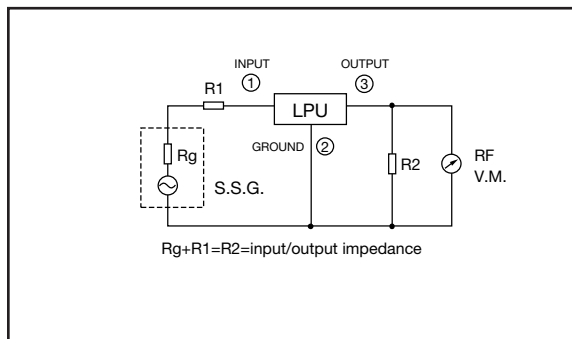 INPUT
OUTPUT
① ③
R1
LPU
Rg
GROUND ②
R2
RF
V.M.
S.S.G.
Rg+R1=R2=input/output impedance